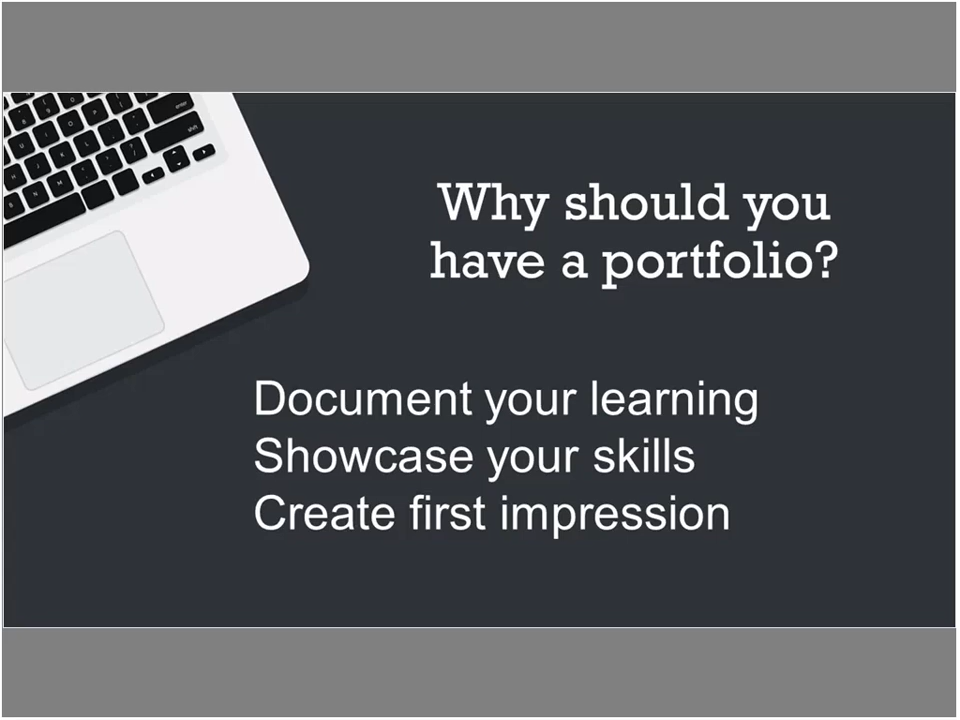 Why should you
have a portfolio?
Document your learning
Showcase your skills
Create first impression